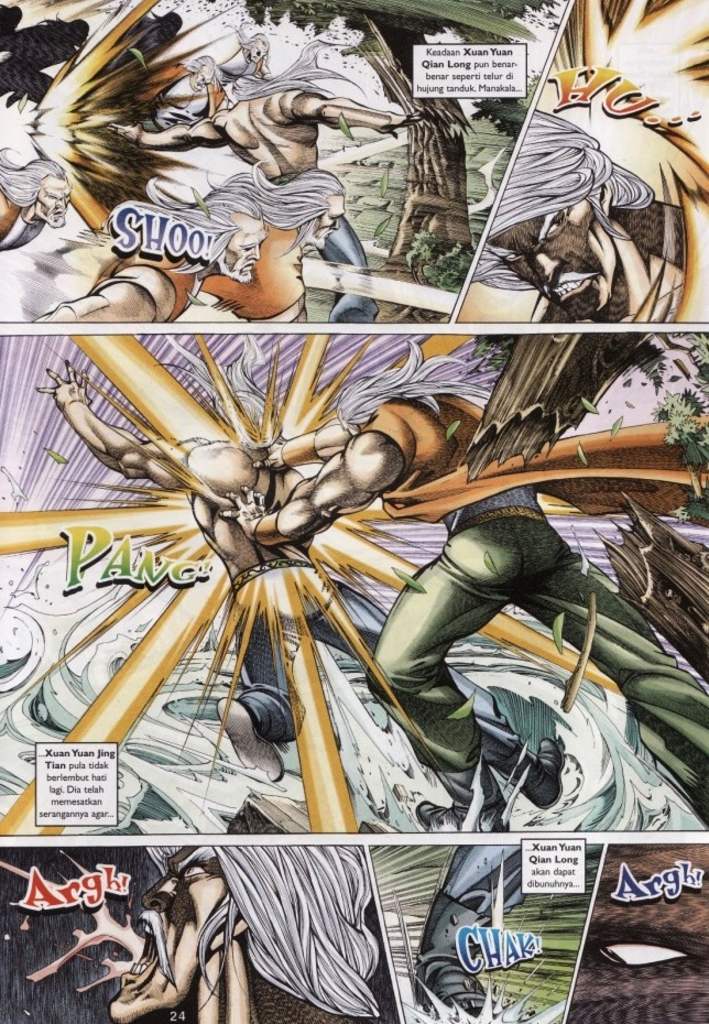 Keadaan Xuan Yuan
Qian Long pun benar-
benar seperti telur di
hujung tanduk. Manakala...
HU...
SHOO!
PANG!
...Xuan Yuan Jing
Tian pula tidak
berlembut hati
lagi. Dia telah
memesatkan
serangannya agar...
...Xuan Yuan
Qian Long
akan dapat
dibunuhnya...
Argh!
CHAK!
Argh!
24